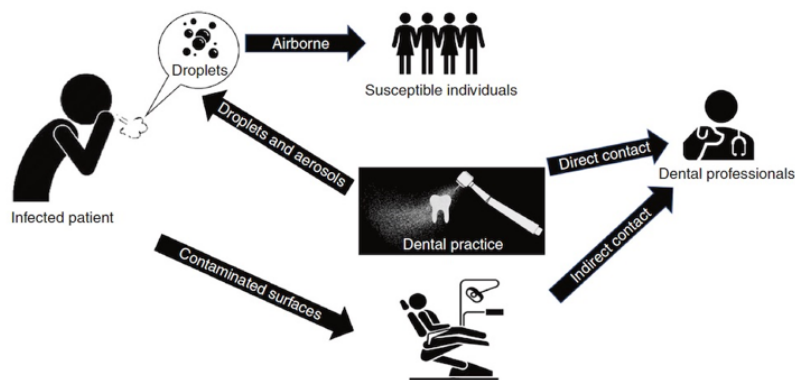 Droplets
Airborne
Susceptible individuals
Droplets and aerosols
Direct contact
Dental professionals
Infected patient
Dental practice
Contaminated surfaces
Indirect contact